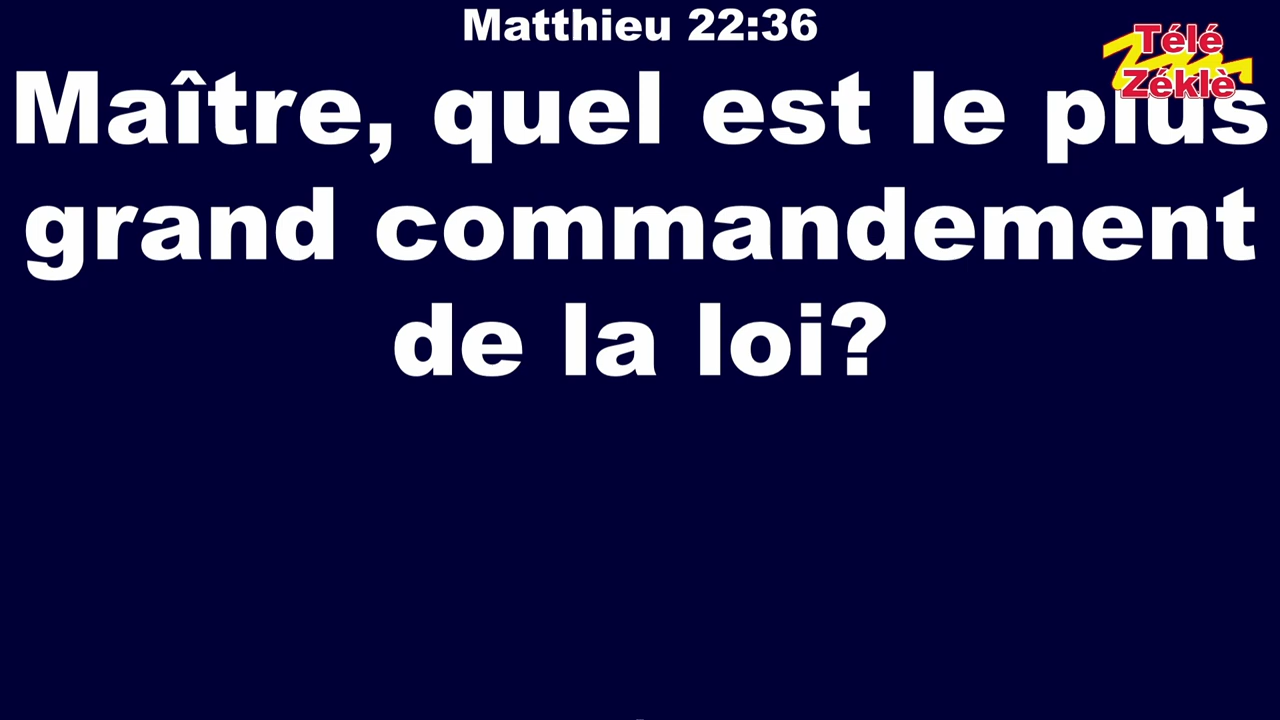 Matthieu 22:36
Télé
Zéklè
Maître, quel est le plus
grand commandement
de la loi?